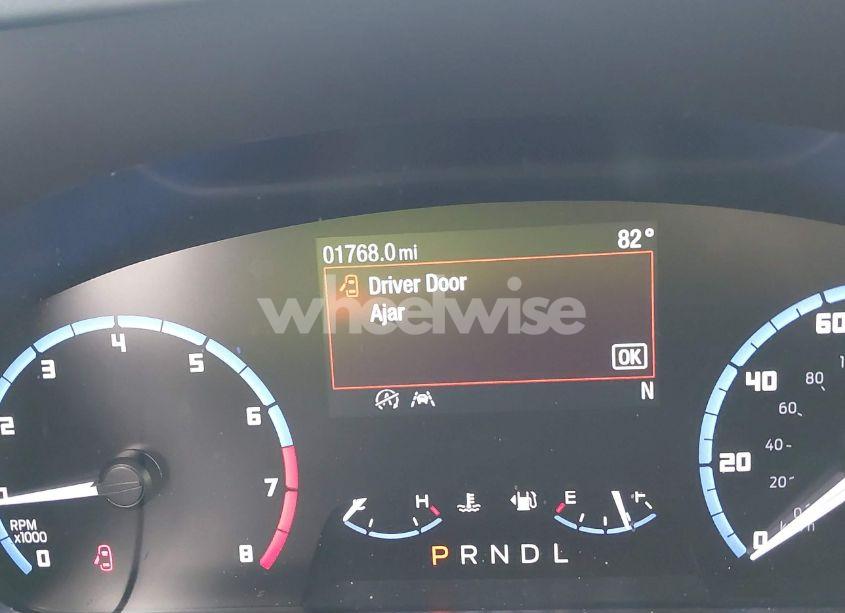 01768.0 mi 82°
Driver Door
Ajar
OK
N
wheelwise
2 3 4 5 6 7 8
RPM
x1000
0
H E
P R N D L
0 20 40 60
20 40 60 80